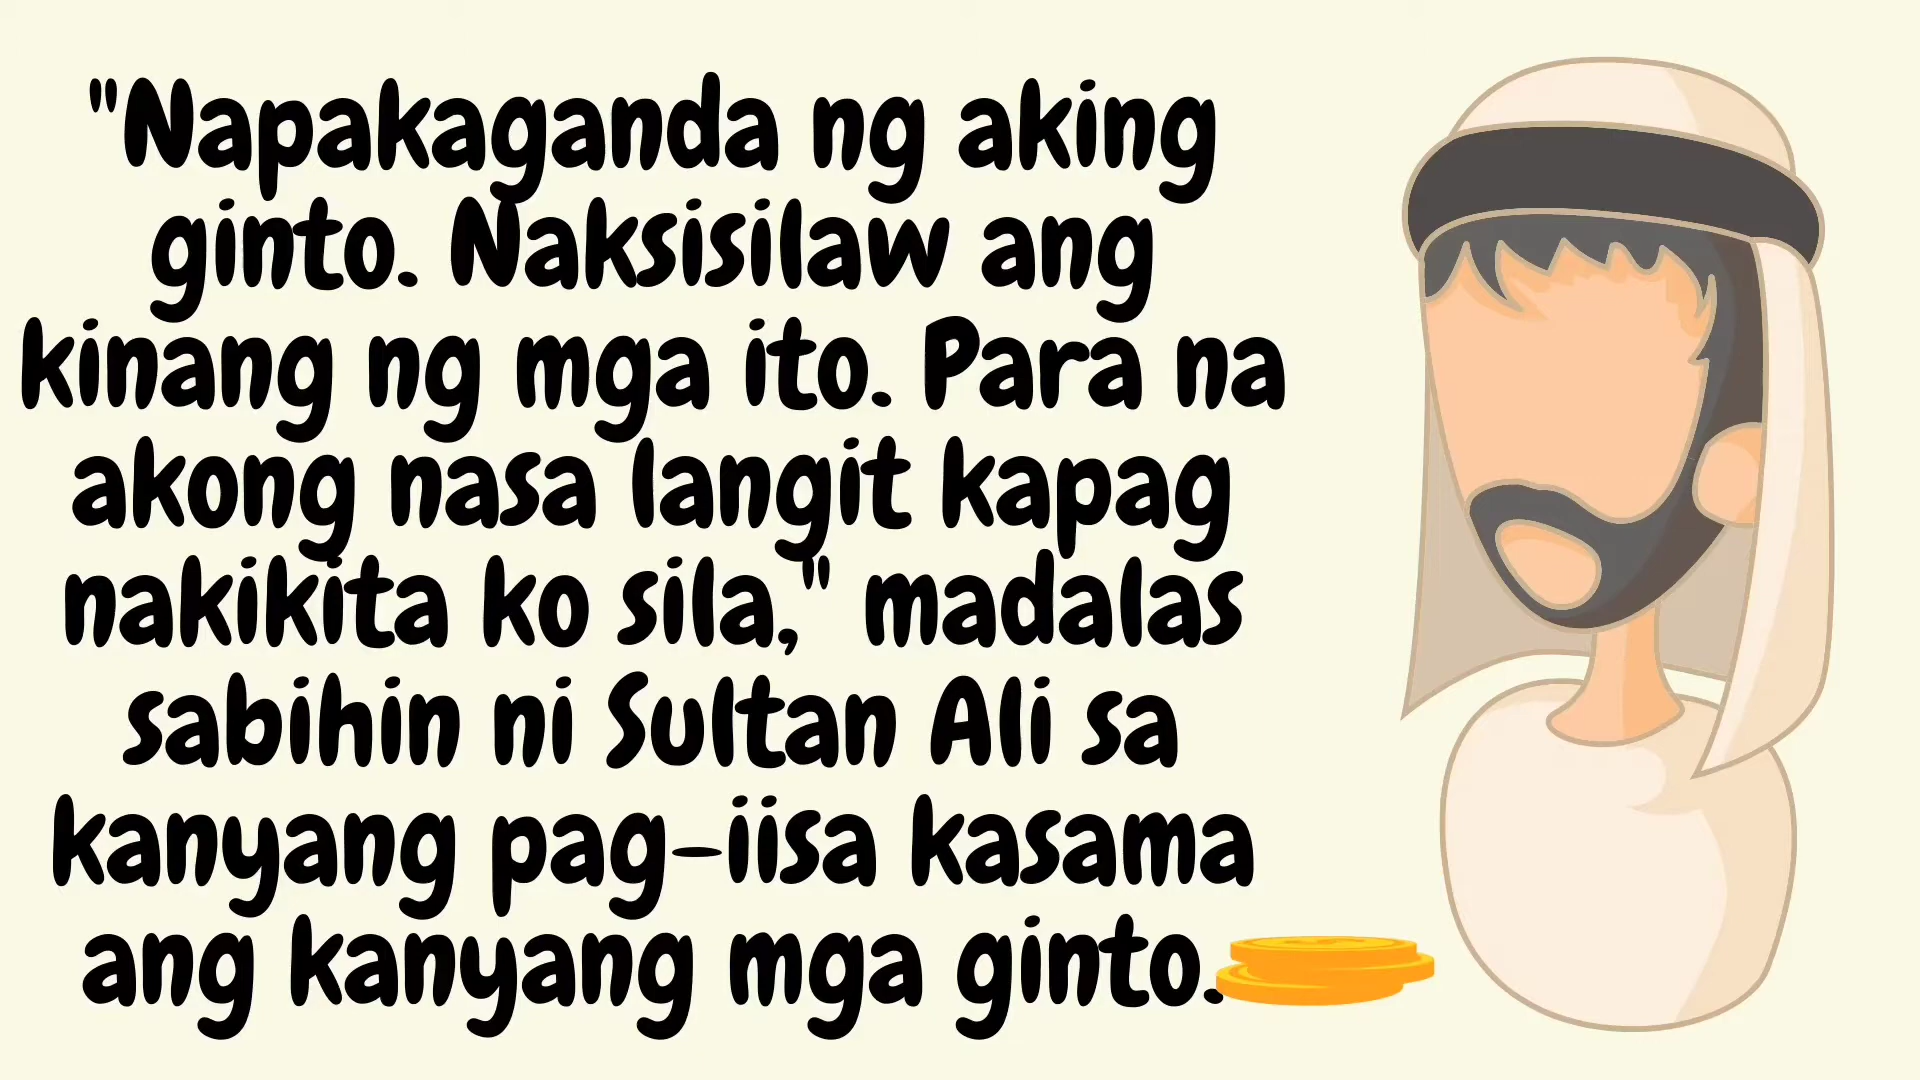 "Napakaganda ng aking
ginto. Naksisilaw ang
kinang ng mga ito. Para na
akong nasa langit kapag
nakikita ko sila," madalas
sabihin ni Sultan Ali sa
kanyang pag-iisa kasama
ang kanyang mga ginto.